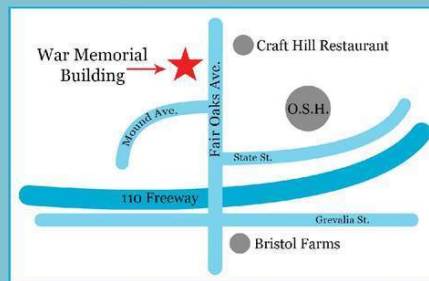 War Memorial
Building
Craft Hill Restaurant
Fair Oaks Ave.
O.S.H.
Mound Ave.
State St.
110 Freeway
Grevalia St.
Bristol Farms